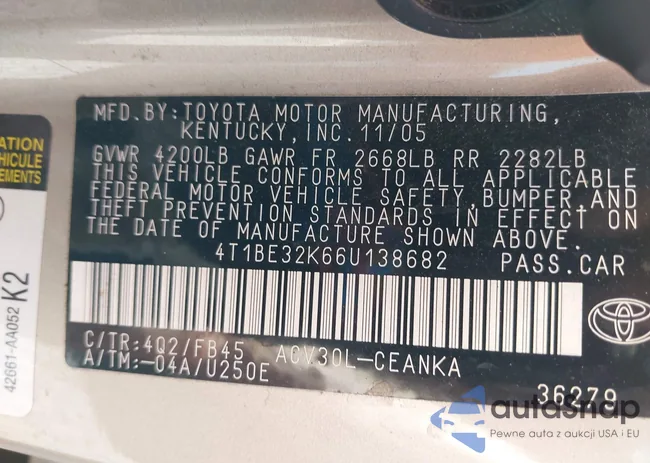 MFD.BY:TOYOTA MOTOR MANUFACTURING,
KENTUCKY,INC.11/05
GVWR 4200LB GAWR FR 2668LB RR 2282LB
THIS VEHICLE CONFORMS TO ALL APPLICABLE
FEDERAL MOTOR VEHICLE SAFETY,BUMPER,AND
THEFT PREVENTION STANDARDS IN EFFECT ON
THE DATE OF MANUFACTURE SHOWN ABOVE.
4T1BE32K66U138682 PASS.CAR
C/TR:4Q2/FB45 ACV30L-CEANKA
A/TM:-04A/U250E
36279
VEHICULE
42661-AA052
K2
autasnap
Pewne auta z aukcji USA i EU